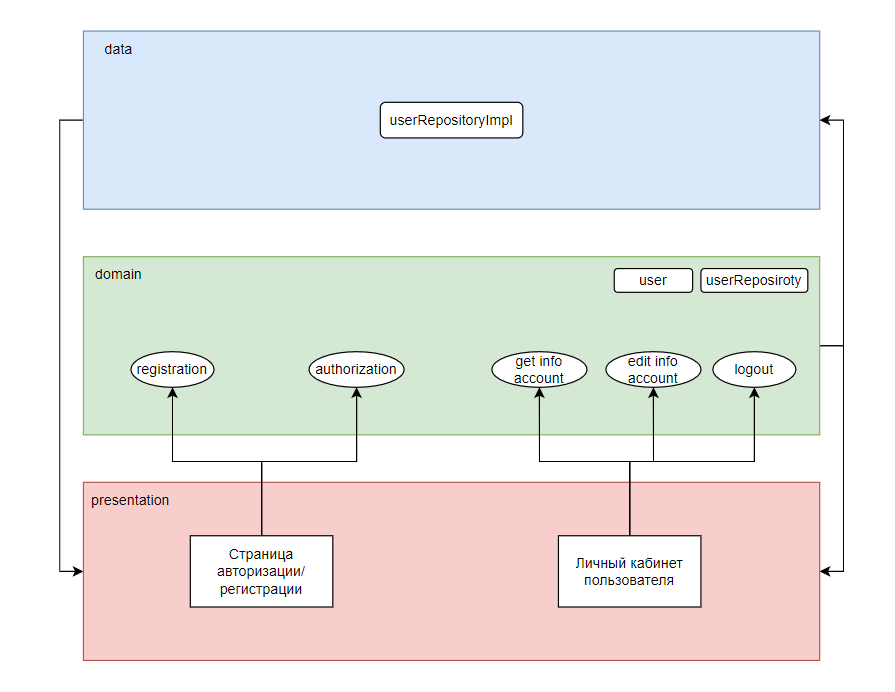 data
userRepositoryImpl
domain
user
userReposiroty
registration
authorization
get info
account
edit info
account
logout
presentation
Страница
авторизации/
регистрации
Личный кабинет
пользователя